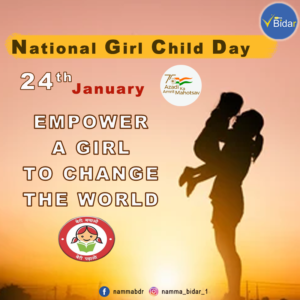 Bidar
National Girl Child Day
24th
January
Azadi Ka
Amrit Mahotsav
EMPOWER
A GIRL
TO CHANGE
THE WORLD
nammabdr
namma_bidar_1